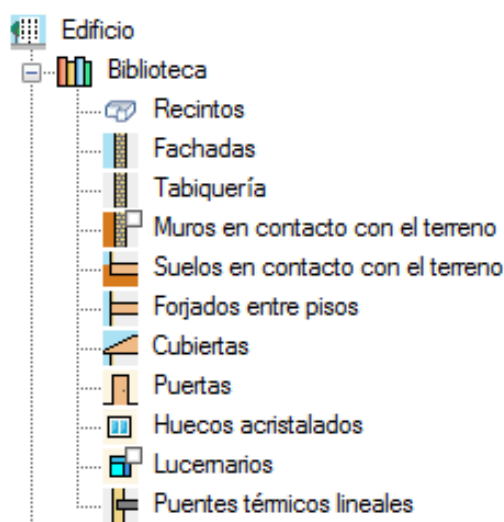 Edificio
Biblioteca
Recintos
Fachadas
Tabiquería
Muros en contacto con el terreno
Suelos en contacto con el terreno
Forjados entre pisos
Cubiertas
Puertas
Huecos acristalados
Lucernarios
Puentes térmicos lineales